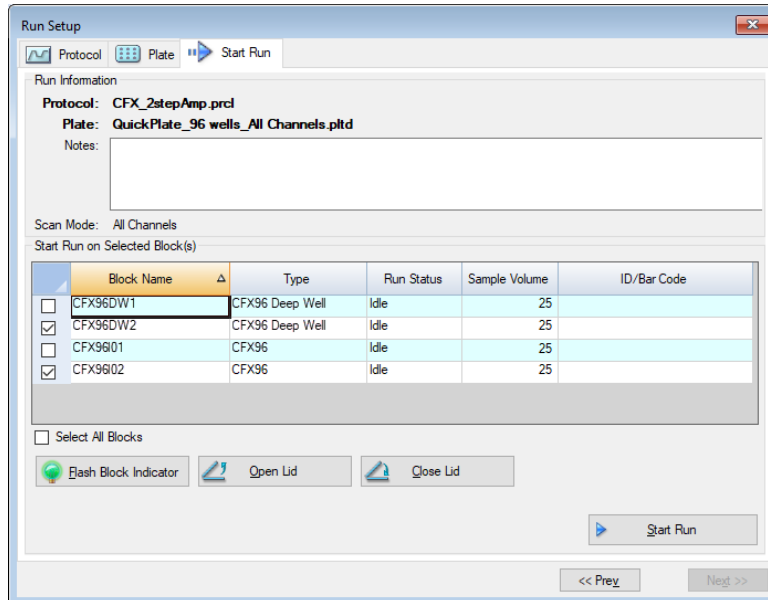 Run Setup
Protocol Plate Start Run
Run Information
Protocol: CFX_2stepAmp.prcl
Plate: QuickPlate_96 wells_All Channels.pltd
Notes:
Scan Mode: All Channels
Start Run on Selected Block(s)
Block Name Type Run Status Sample Volume ID/Bar Code
CFX96DW1 CFX96 Deep Well Idle 25
CFX96DW2 CFX96 Deep Well Idle 25
CFX96I01 CFX96 Idle 25
CFX96I02 CFX96 Idle 25
Select All Blocks
Flash Block Indicator Open Lid Close Lid
Start Run
<< Prev Next >>